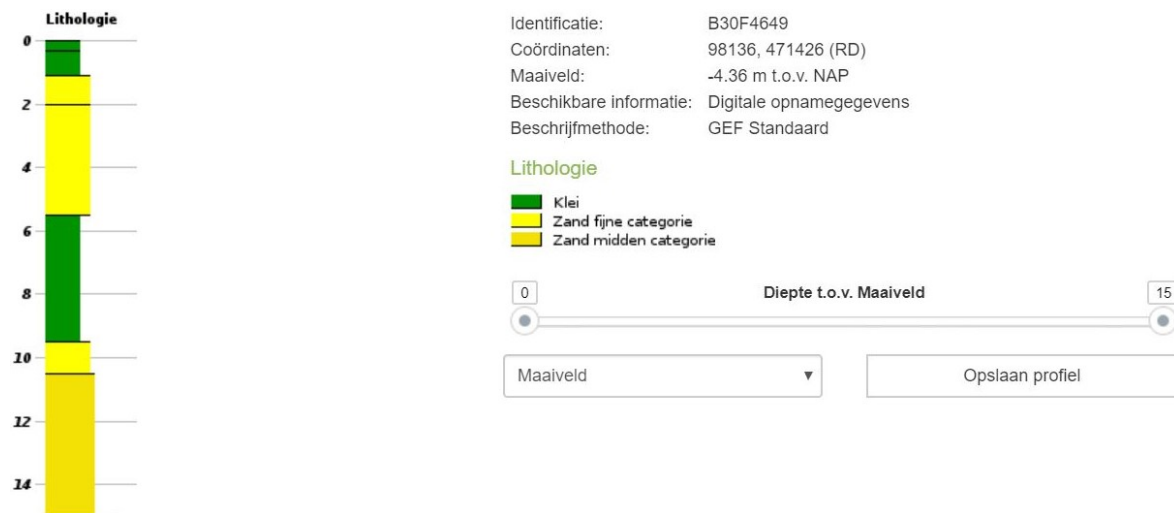 Lithologie
0
2
4
6
8
10
12
14
Identificatie: B30F4649
Coördinaten: 98136, 471426 (RD)
Maaiveld: -4.36 m t.o.v. NAP
Beschikbare informatie: Digitale opnamegegevens
Beschrijfmethode: GEF Standaard
Lithologie
Klei
Zand fijne categorie
Zand midden categorie
0 Diepte t.o.v. Maaiveld 15
Maaiveld ▼ Opslaan profiel